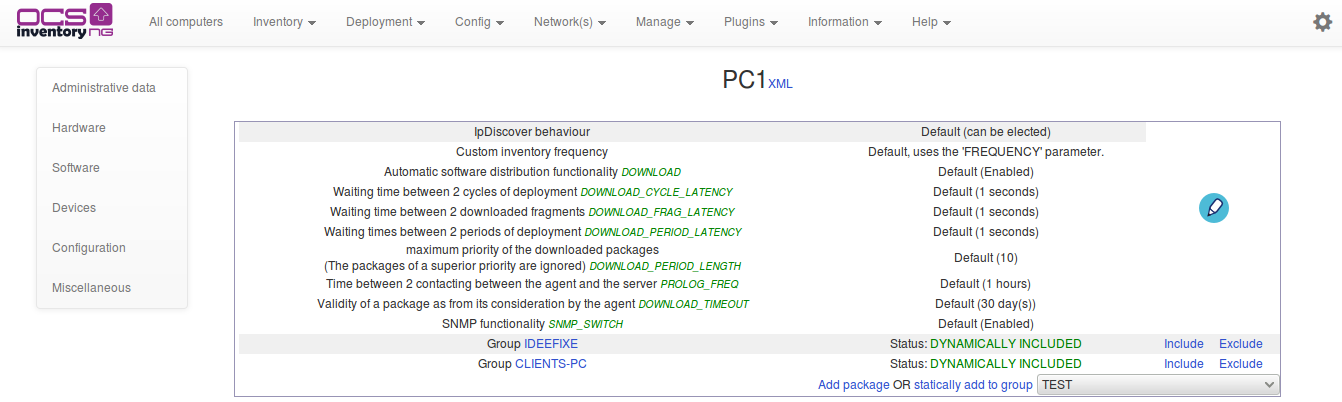 OCS inventory NG
All computers Inventory Deployment Config Network(s) Manage Plugins Information Help
PC1XML
Administrative data
Hardware
Software
Devices
Configuration
Miscellaneous
IpDiscover behaviour Default (can be elected)
Custom inventory frequency Default, uses the 'FREQUENCY' parameter.
Automatic software distribution functionality DOWNLOAD Default (Enabled)
Waiting time between 2 cycles of deployment DOWNLOAD_CYCLE_LATENCY Default (1 seconds)
Waiting time between 2 downloaded fragments DOWNLOAD_FRAG_LATENCY Default (1 seconds)
Waiting times between 2 periods of deployment DOWNLOAD_PERIOD_LATENCY Default (1 seconds)
maximum priority of the downloaded packages
(The packages of a superior priority are ignored) DOWNLOAD_PERIOD_LENGTH Default (10)
Time between 2 contacting between the agent and the server PROLOG_FREQ Default (1 hours)
Validity of a package as from its consideration by the agent DOWNLOAD_TIMEOUT Default (30 day(s))
SNMP functionality SNMP_SWITCH Default (Enabled)
Group IDEEFIXE Status: DYNAMICALLY INCLUDED Include Exclude
Group CLIENTS-PC Status: DYNAMICALLY INCLUDED Include Exclude
Add package OR statically add to group TEST